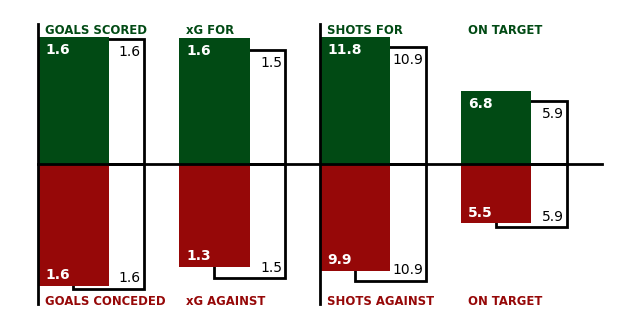 GOALS SCORED xG FOR SHOTS FOR ON TARGET
1.6 1.6 1.6 1.5 11.8 10.9 6.8 5.9
1.6 1.6 1.3 1.5 9.9 10.9 5.5 5.9
GOALS CONCEDED xG AGAINST SHOTS AGAINST ON TARGET